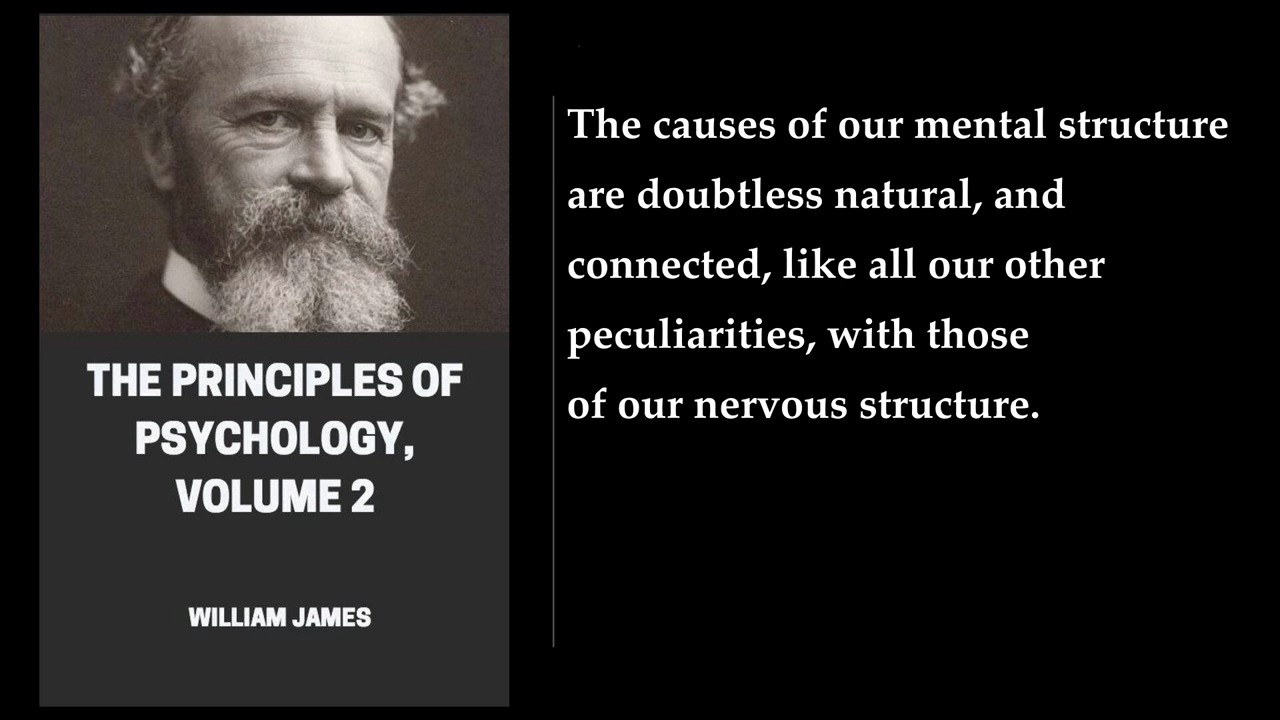 THE PRINCIPLES OF
PSYCHOLOGY,
VOLUME 2
WILLIAM JAMES
The causes of our mental structure
are doubtless natural, and
connected, like all our other
peculiarities, with those
of our nervous structure.